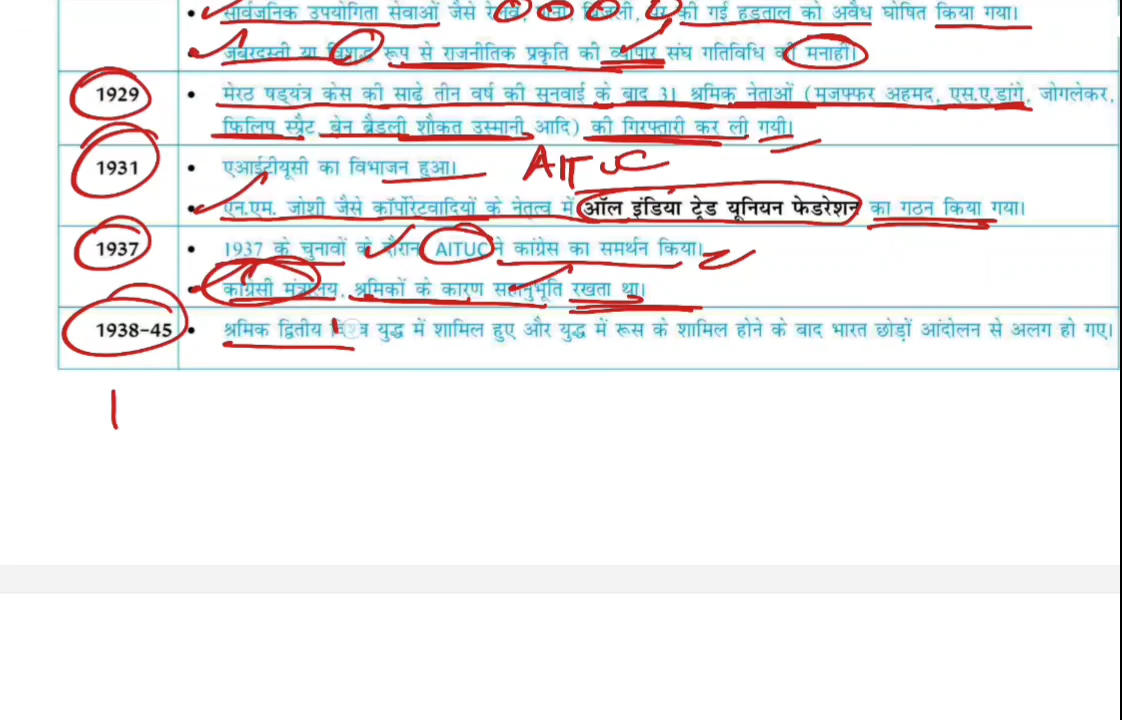 सार्वजनिक उपयोगिता सेवाओं जैसे रेलवे, पानी, बिजली, पर की गई हड़ताल को अवैध घोषित किया गया।
जबरदस्ती या विशुद्ध रूप से राजनीतिक प्रकृति की व्यापार संघ गतिविधि की मनाही।
1929
मेरठ षड्यंत्र केस की साढे तीन वर्ष की सुनवाई के बाद 31 श्रमिक नेताओं (मुजफ्फर अहमद, एस.ए.डांगे, जोगलेकर,
फिलिप स्प्रैट, बेन ब्रैडली शौकत उस्मानी आदि) की गिरफ्तारी कर ली गयी।
1931
एआईटीयूसी का विभाजन हुआ।
AITUC
एन.एम. जोशी जैसे कॉर्पोरेटवादियों के नेतृत्व में ऑल इंडिया ट्रेड यूनियन फेडरेशन का गठन किया गया।
1937
1937 के चुनावों के दौरान AITUC ने कांग्रेस का समर्थन किया।
कांग्रेसी मंत्रालय, श्रमिकों के कारण सहानुभूति रखता था।
1938-45
श्रमिक द्वितीय विश्व युद्ध में शामिल हुए और युद्ध में रूस के शामिल होने के बाद भारत छोड़ों आंदोलन से अलग हो गए।